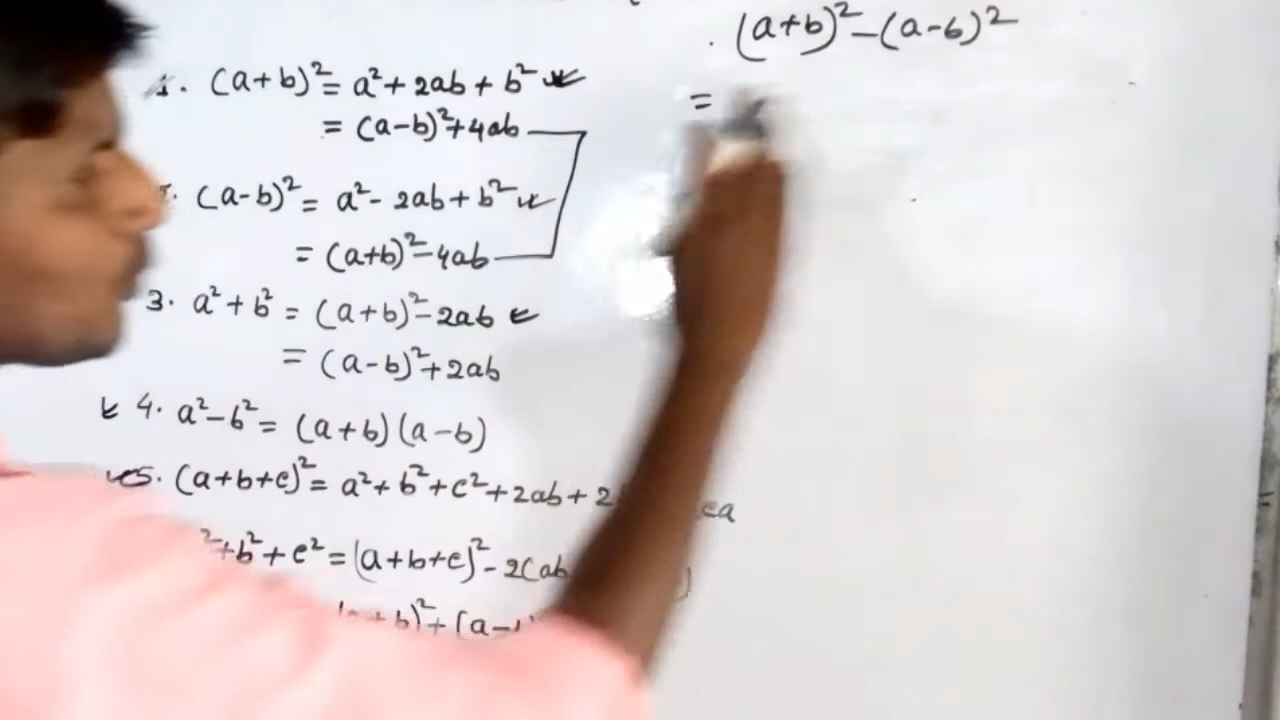 1. (a+b)² = a² + 2ab + b²
= (a-b)² + 4ab
(a-b)² = a² - 2ab + b²
= (a+b)² - 4ab
3. a² + b² = (a+b)² - 2ab
= (a-b)² + 2ab
4. a² - b² = (a+b) (a-b)
5. (a+b+c)² = a² + b² + c² + 2ab + 2 ca
² + b² + c² = (a+b+c)² - 2(ab )
+ b)² + (a-
(a+b)² - (a-b)²
=